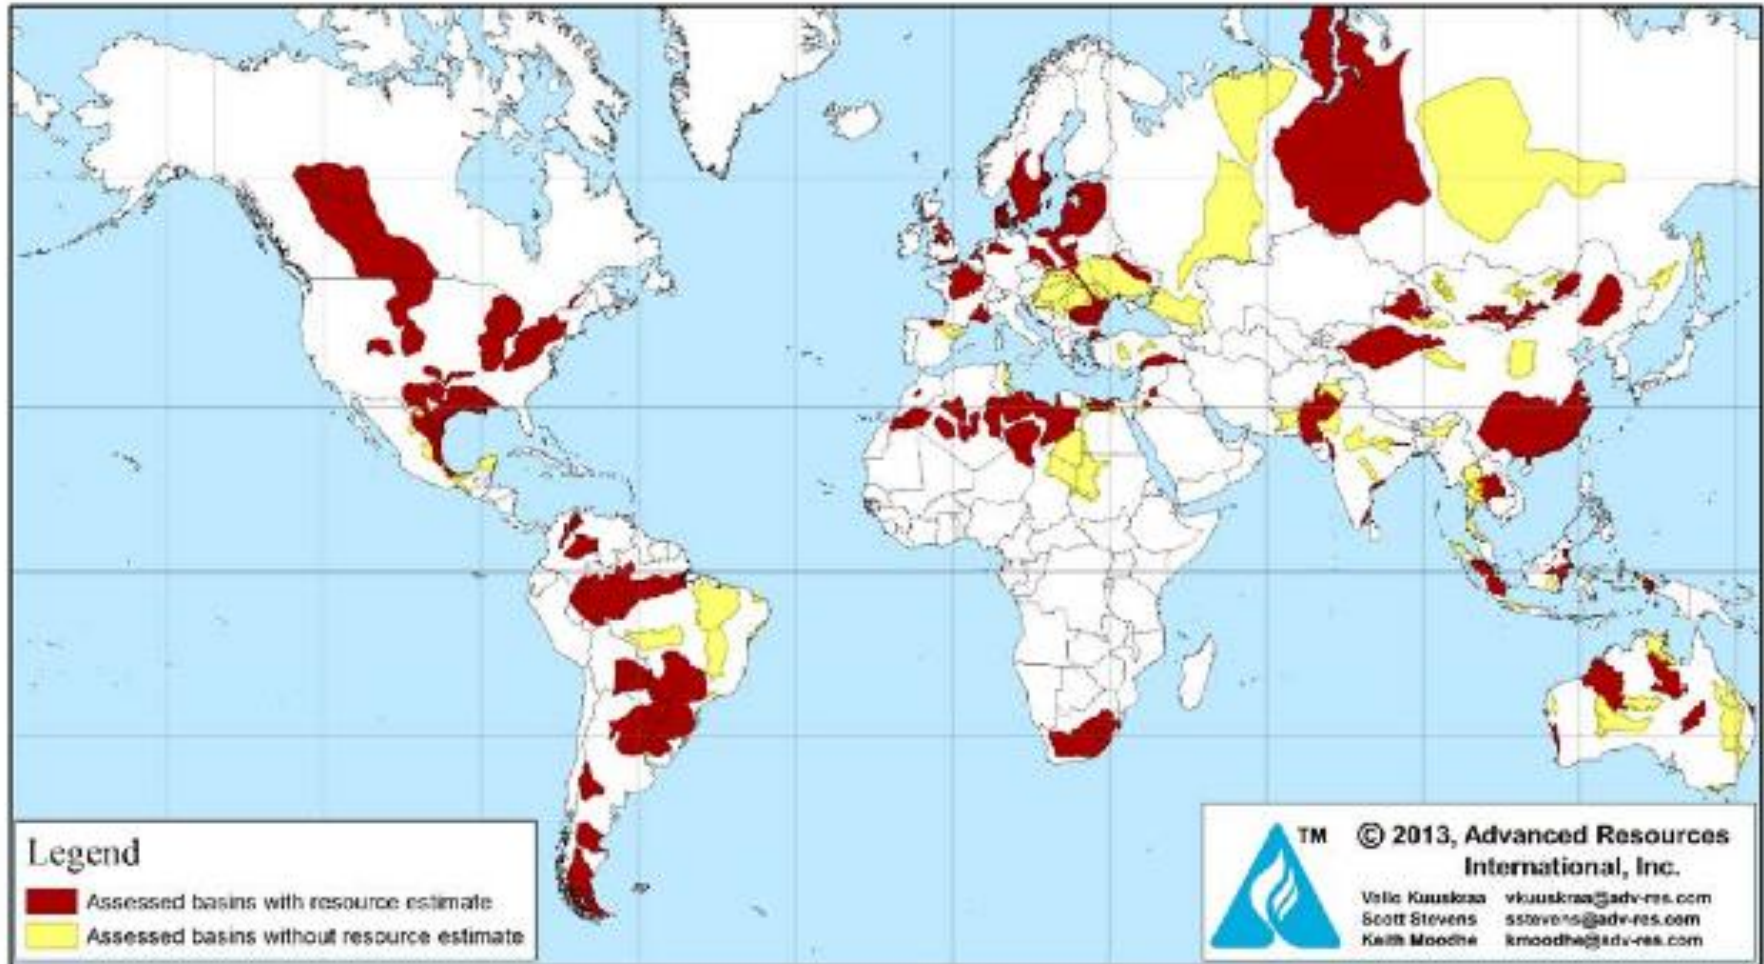 Legend
Assessed basins with resource estimate
Assessed basins without resource estimate
TM
© 2013, Advanced Resources
International, Inc.
Vello Kuuskraa vkuuskraa@adv-res.com
Scott Stevens sstevens@adv-res.com
Keith Moodhe kmoodhe@adv-res.com